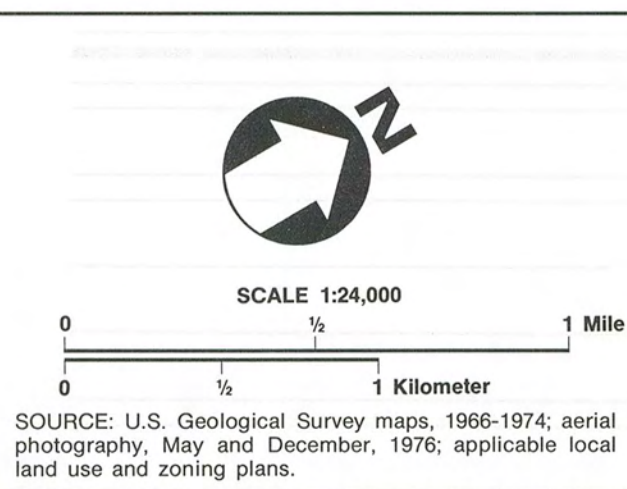 N
SCALE 1:24,000
0 ½ 1 Mile
0 ½ 1 Kilometer
SOURCE: U.S. Geological Survey maps, 1966-1974; aerial
photography, May and December, 1976; applicable local
land use and zoning plans.